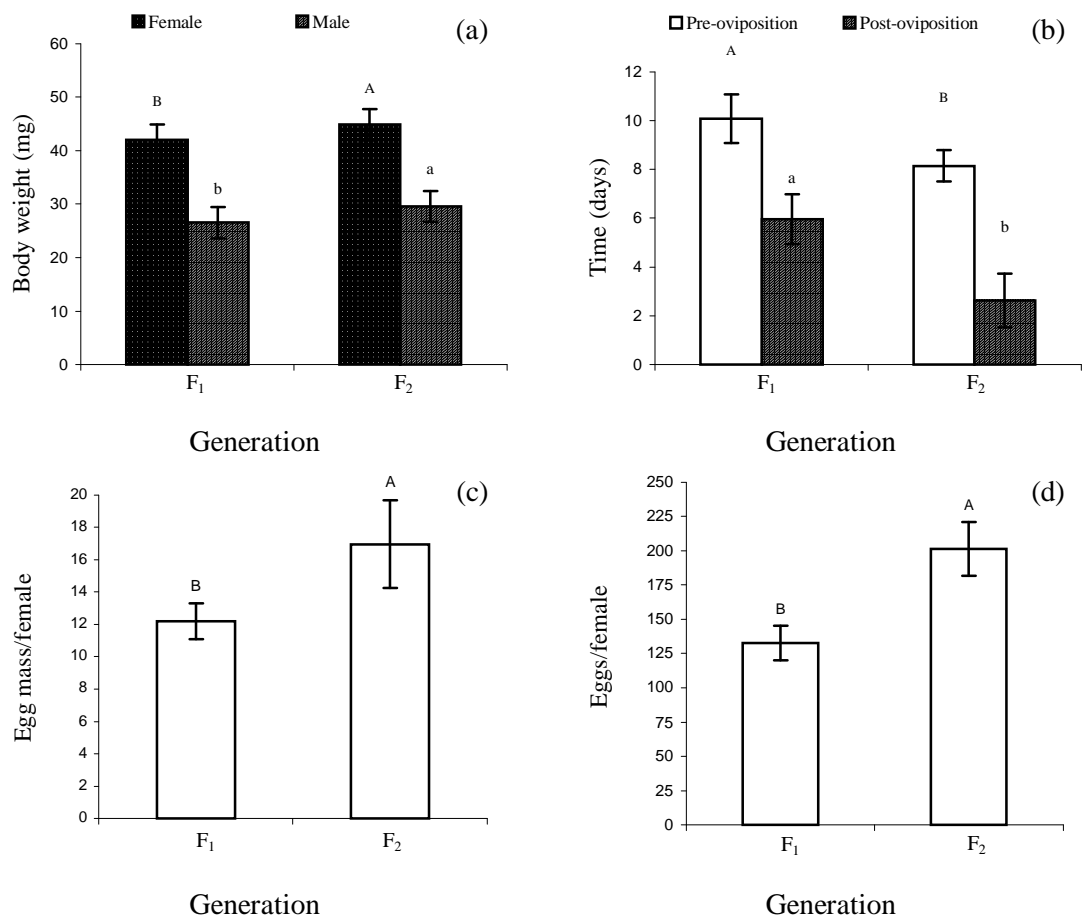 Female Male (a)
60
50
40
30
20
10
0
Body weight (mg)
B
b
A
a
F₁ F₂
Generation
Pre-oviposition Post-oviposition (b)
12
10
8
6
4
2
0
Time (days)
A
a
B
b
F₁ F₂
Generation
(c)
20
18
16
14
12
10
8
6
4
2
0
Egg mass/female
B
A
F₁ F₂
Generation
(d)
250
225
200
175
150
125
100
75
50
25
0
Eggs/female
B
A
F₁ F₂
Generation